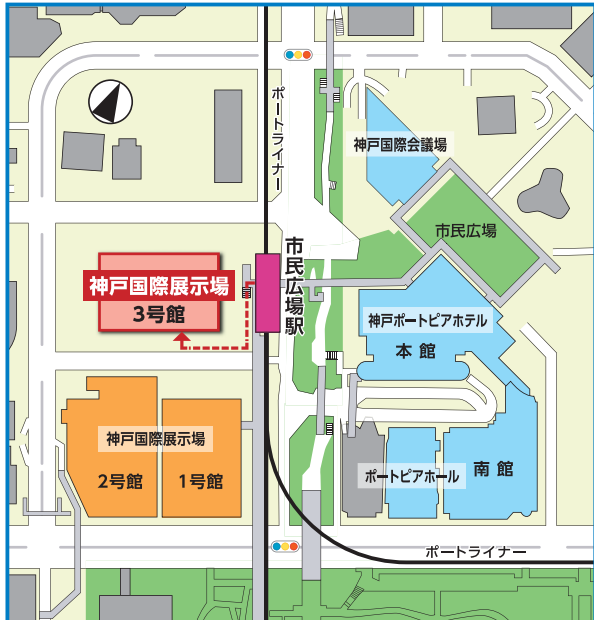 ポートライナー
神戸国際会議場
市民広場
市民広場駅
神戸国際展示場
3号館
神戸ポートピアホテル
本館
神戸国際展示場
2号館
1号館
ポートピアホール
南館
ポートライナー